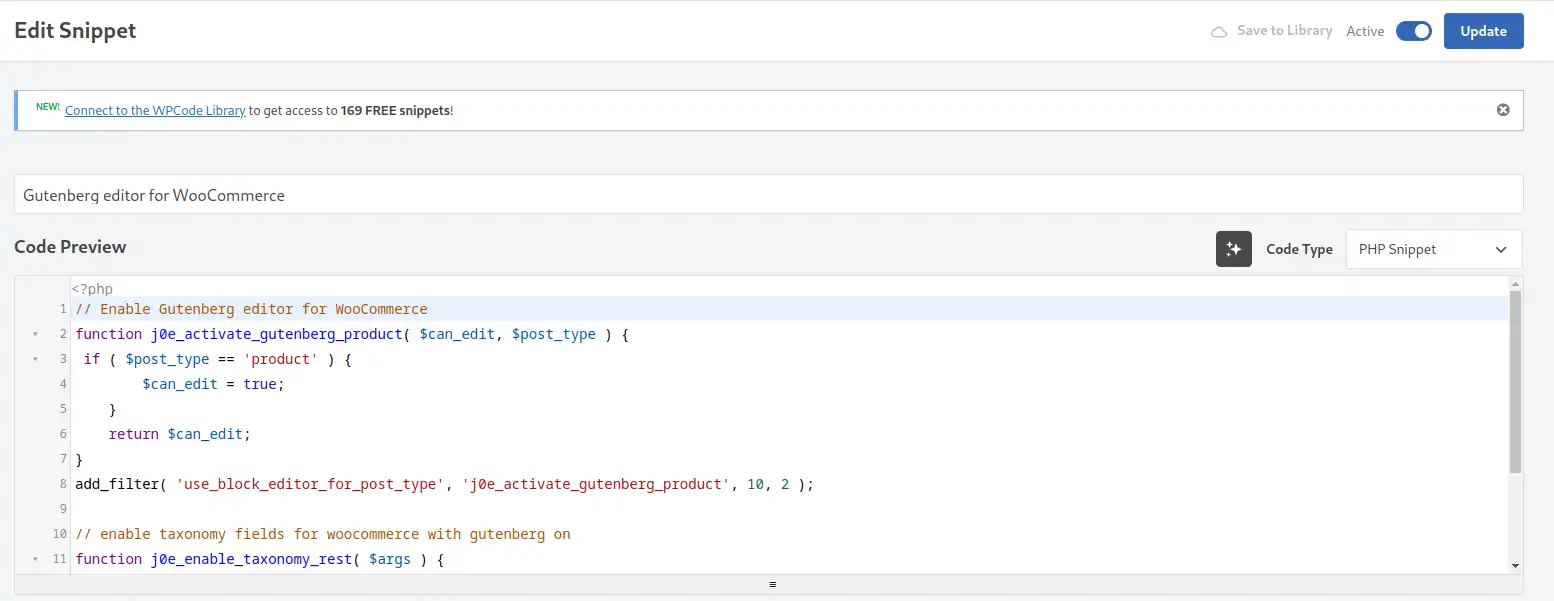 Edit Snippet
Save to Library Active Update
NEW! Connect to the WPCode Library to get access to 169 FREE snippets!
Gutenberg editor for WooCommerce
Code Preview
Code Type PHP Snippet
<?php
1 // Enable Gutenberg editor for WooCommerce
2 function j0e_activate_gutenberg_product( $can_edit, $post_type ) {
3 if ( $post_type == 'product' ) {
4 $can_edit = true;
5 }
6 return $can_edit;
7 }
8 add_filter( 'use_block_editor_for_post_type', 'j0e_activate_gutenberg_product', 10, 2 );
9
10 // enable taxonomy fields for woocommerce with gutenberg on
11 function j0e_enable_taxonomy_rest( $args ) {